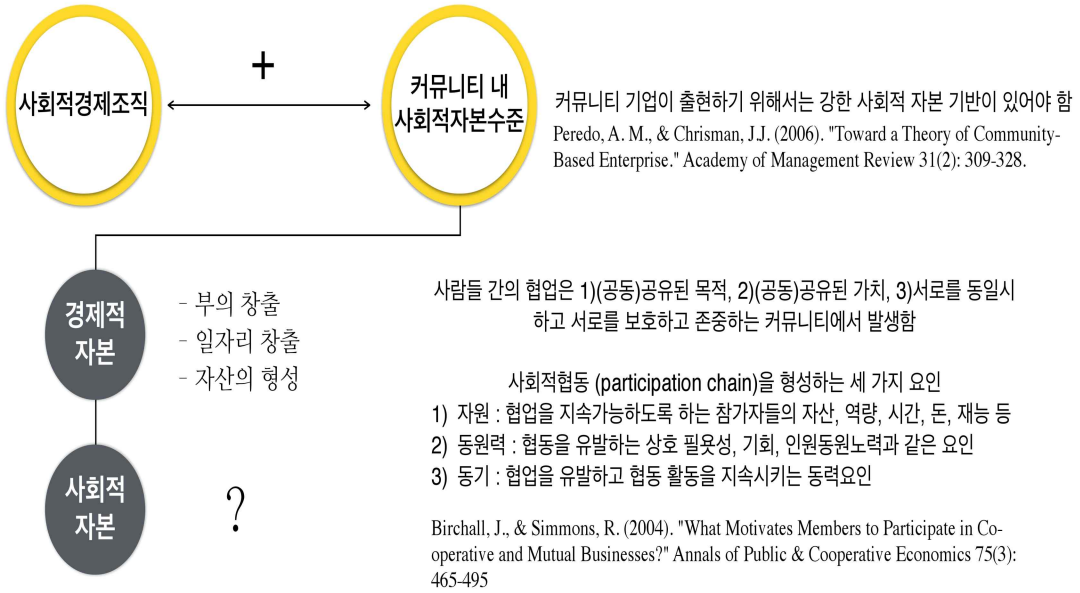 사회적경제조직
+
커뮤니티 내
사회적자본수준
커뮤니티 기업이 출현하기 위해서는 강한 사회적 자본 기반이 있어야 함
Peredo, A. M., & Chrisman, J.J. (2006). "Toward a Theory of Community-
Based Enterprise." Academy of Management Review 31(2): 309-328.
경제적
자본
- 부의 창출
- 일자리 창출
- 자산의 형성
사회적
자본
?
사람들 간의 협업은 1)(공동)공유된 목적, 2)(공동)공유된 가치, 3)서로를 동일시
하고 서로를 보호하고 존중하는 커뮤니티에서 발생함
사회적협동 (participation chain)을 형성하는 세 가지 요인
1) 자원 : 협업을 지속가능하도록 하는 참가자들의 자산, 역량, 시간, 돈, 재능 등
2) 동원력 : 협동을 유발하는 상호 필욧성, 기회, 인원동원노력과 같은 요인
3) 동기 : 협업을 유발하고 협동 활동을 지속시키는 동력요인
Birchall, J., & Simmons, R. (2004). "What Motivates Members to Participate in Co-
operative and Mutual Businesses?" Annals of Public & Cooperative Economics 75(3):
465-495